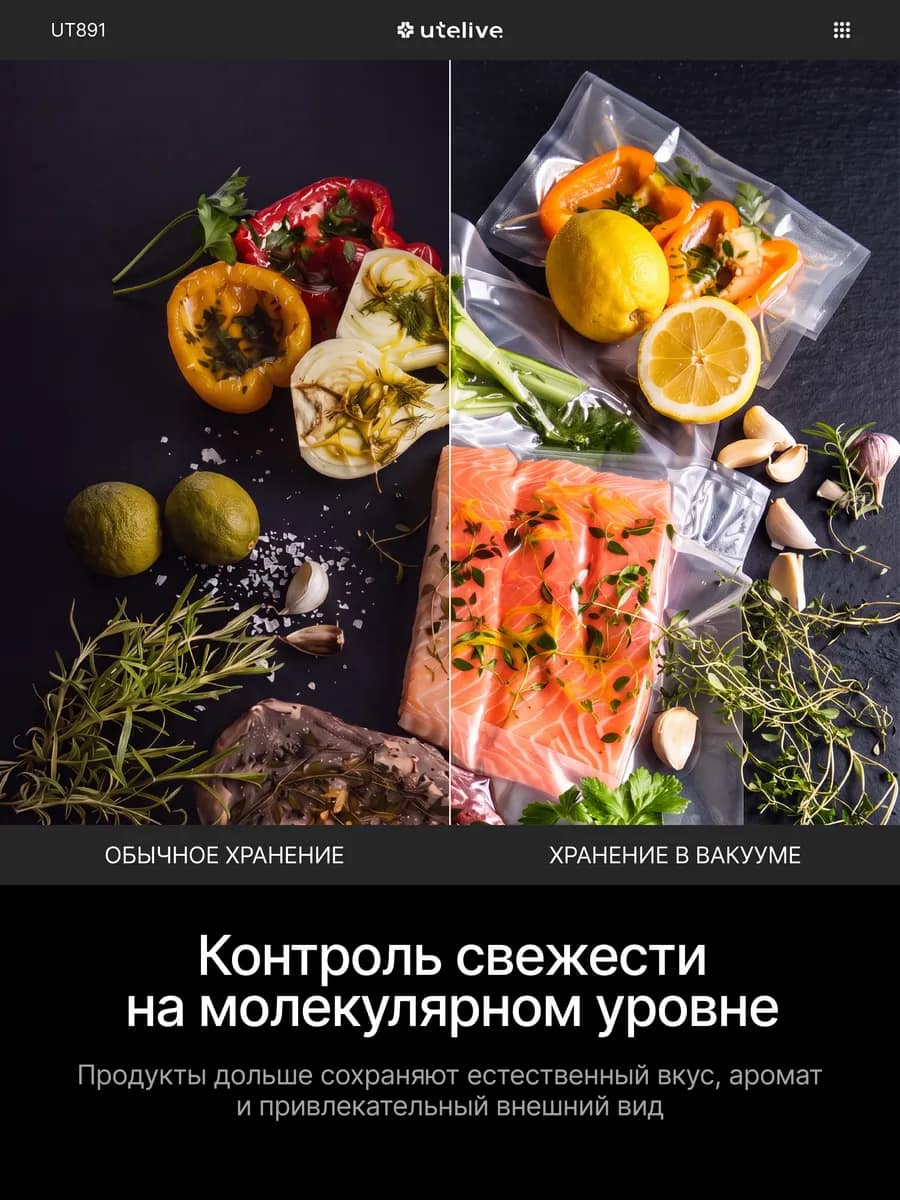 UT891
utelive
ОБЫЧНОЕ ХРАНЕНИЕ
ХРАНЕНИЕ В ВАКУУМЕ
Контроль свежести
на молекулярном уровне
Продукты дольше сохраняют естественный вкус, аромат
и привлекательный внешний вид